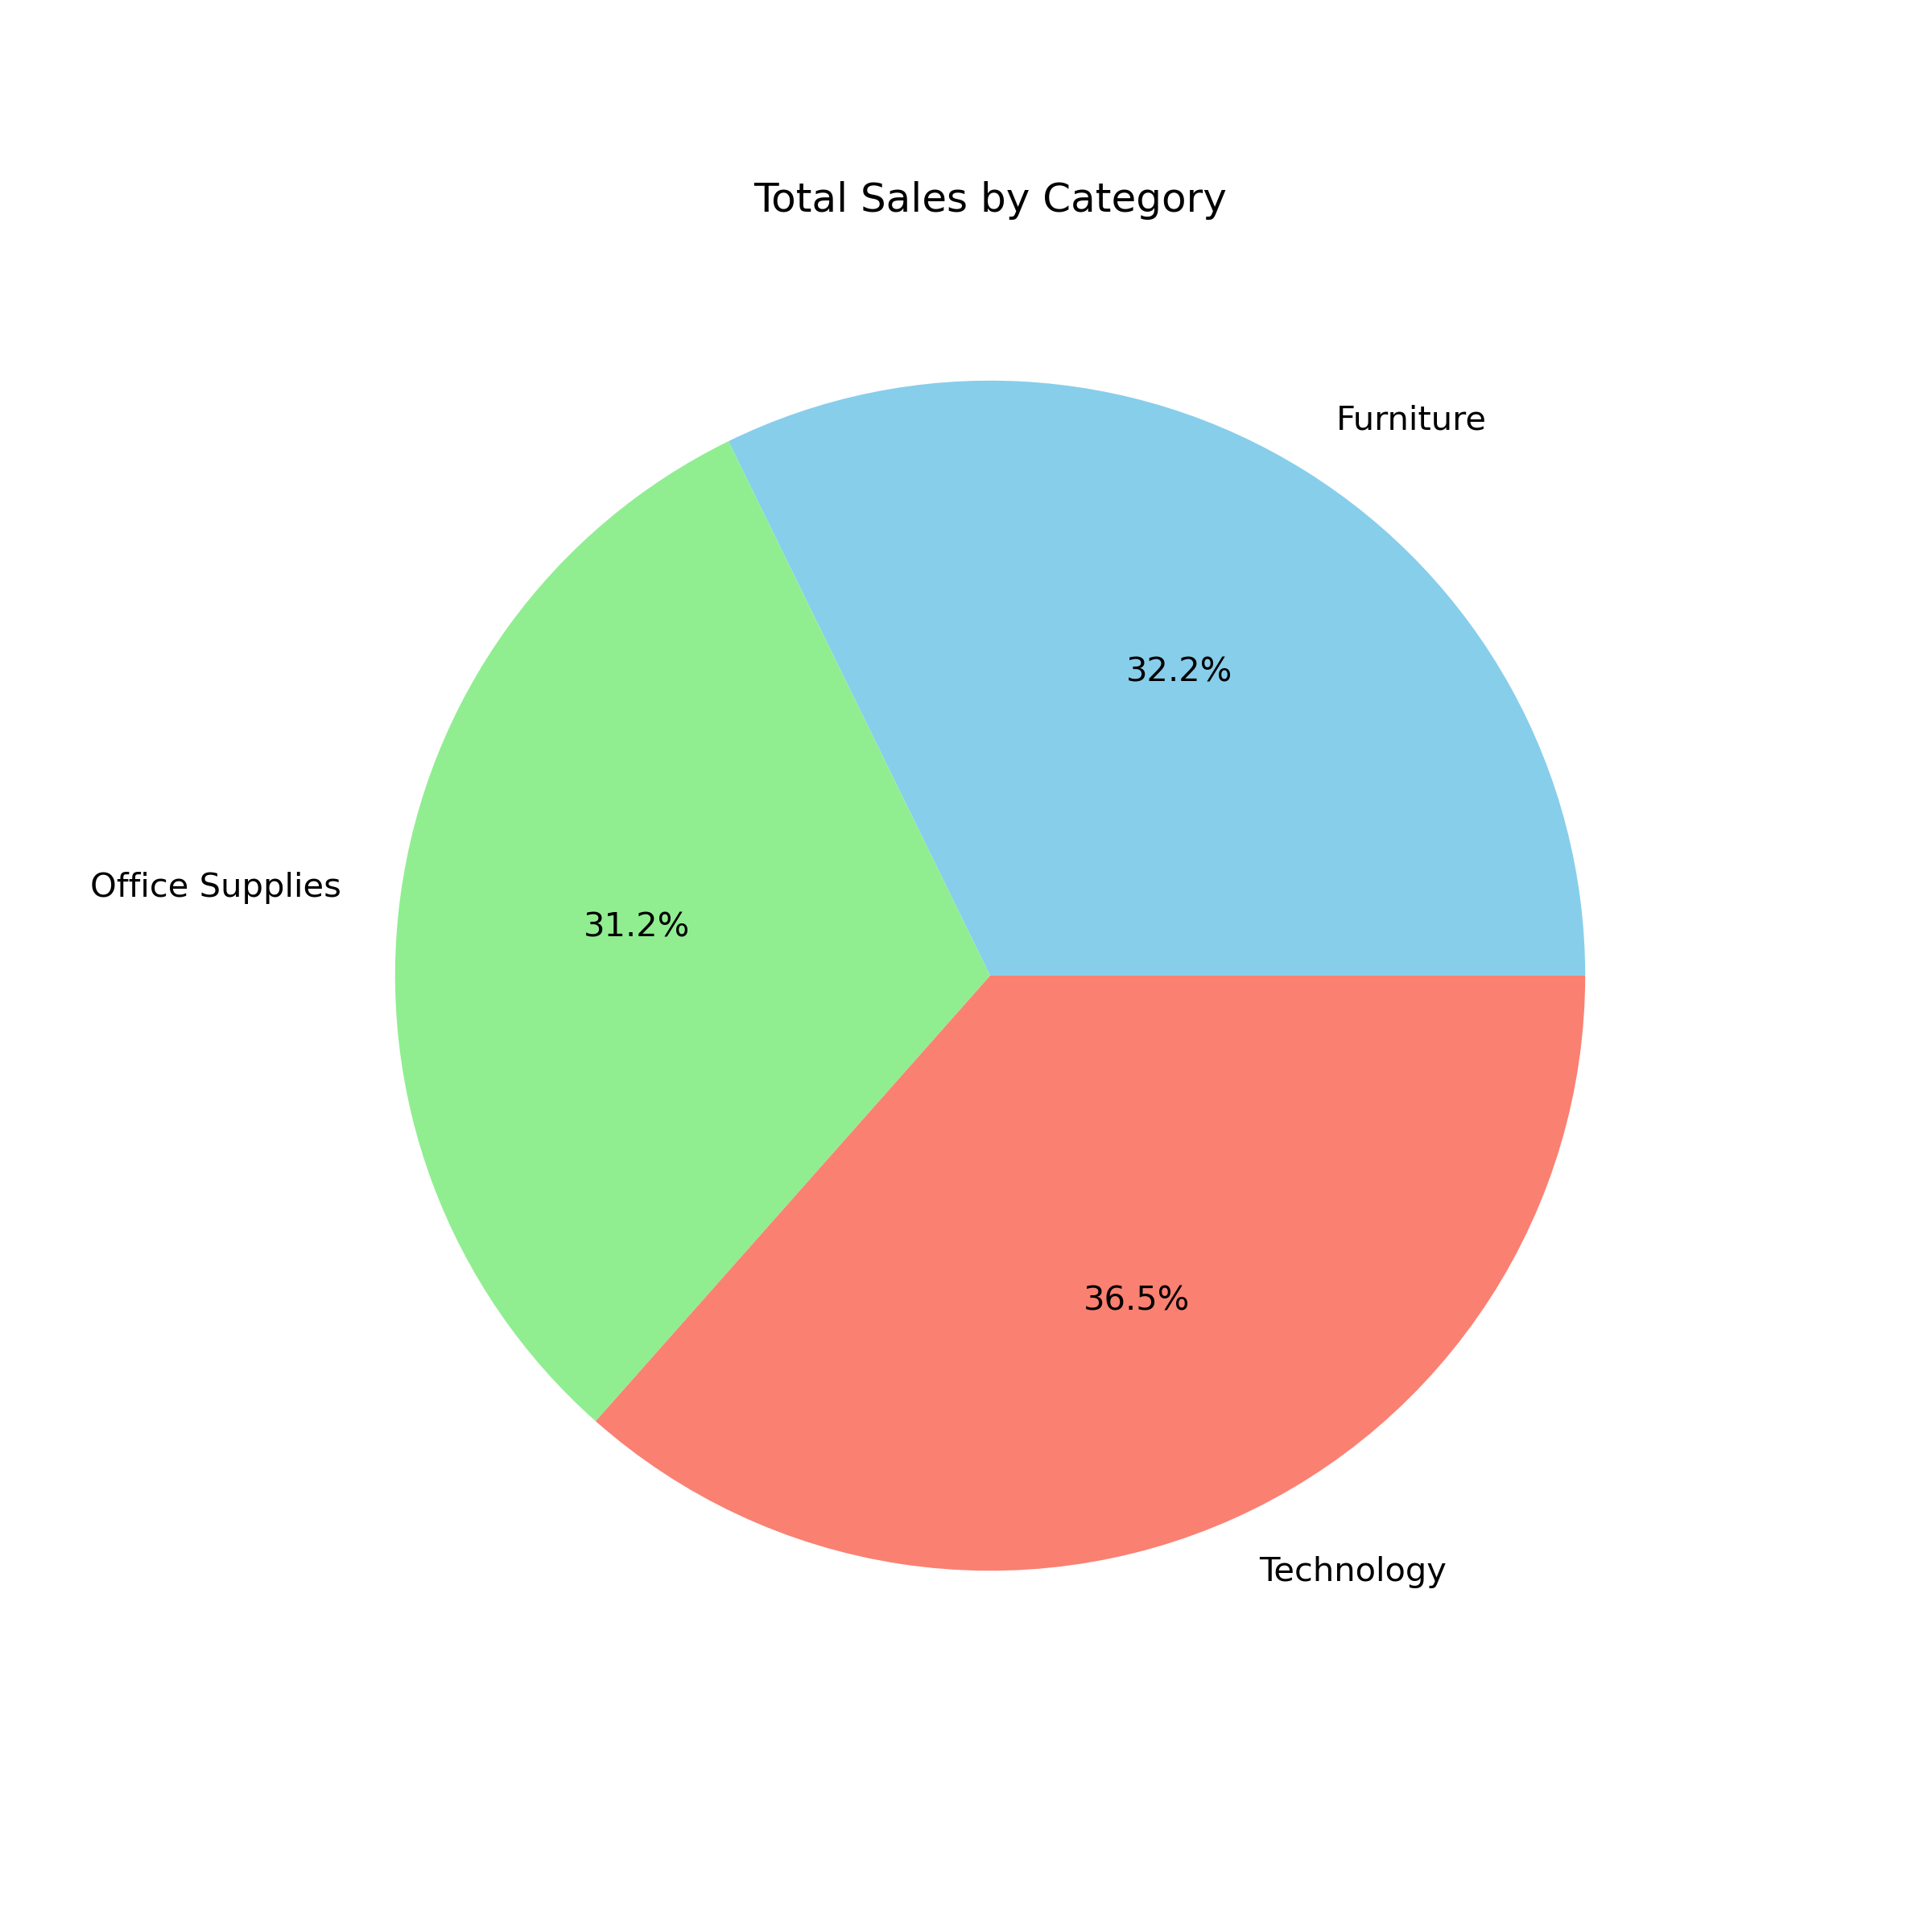 Total Sales by Category
Furniture
32.2%
Office Supplies
31.2%
36.5%
Technology